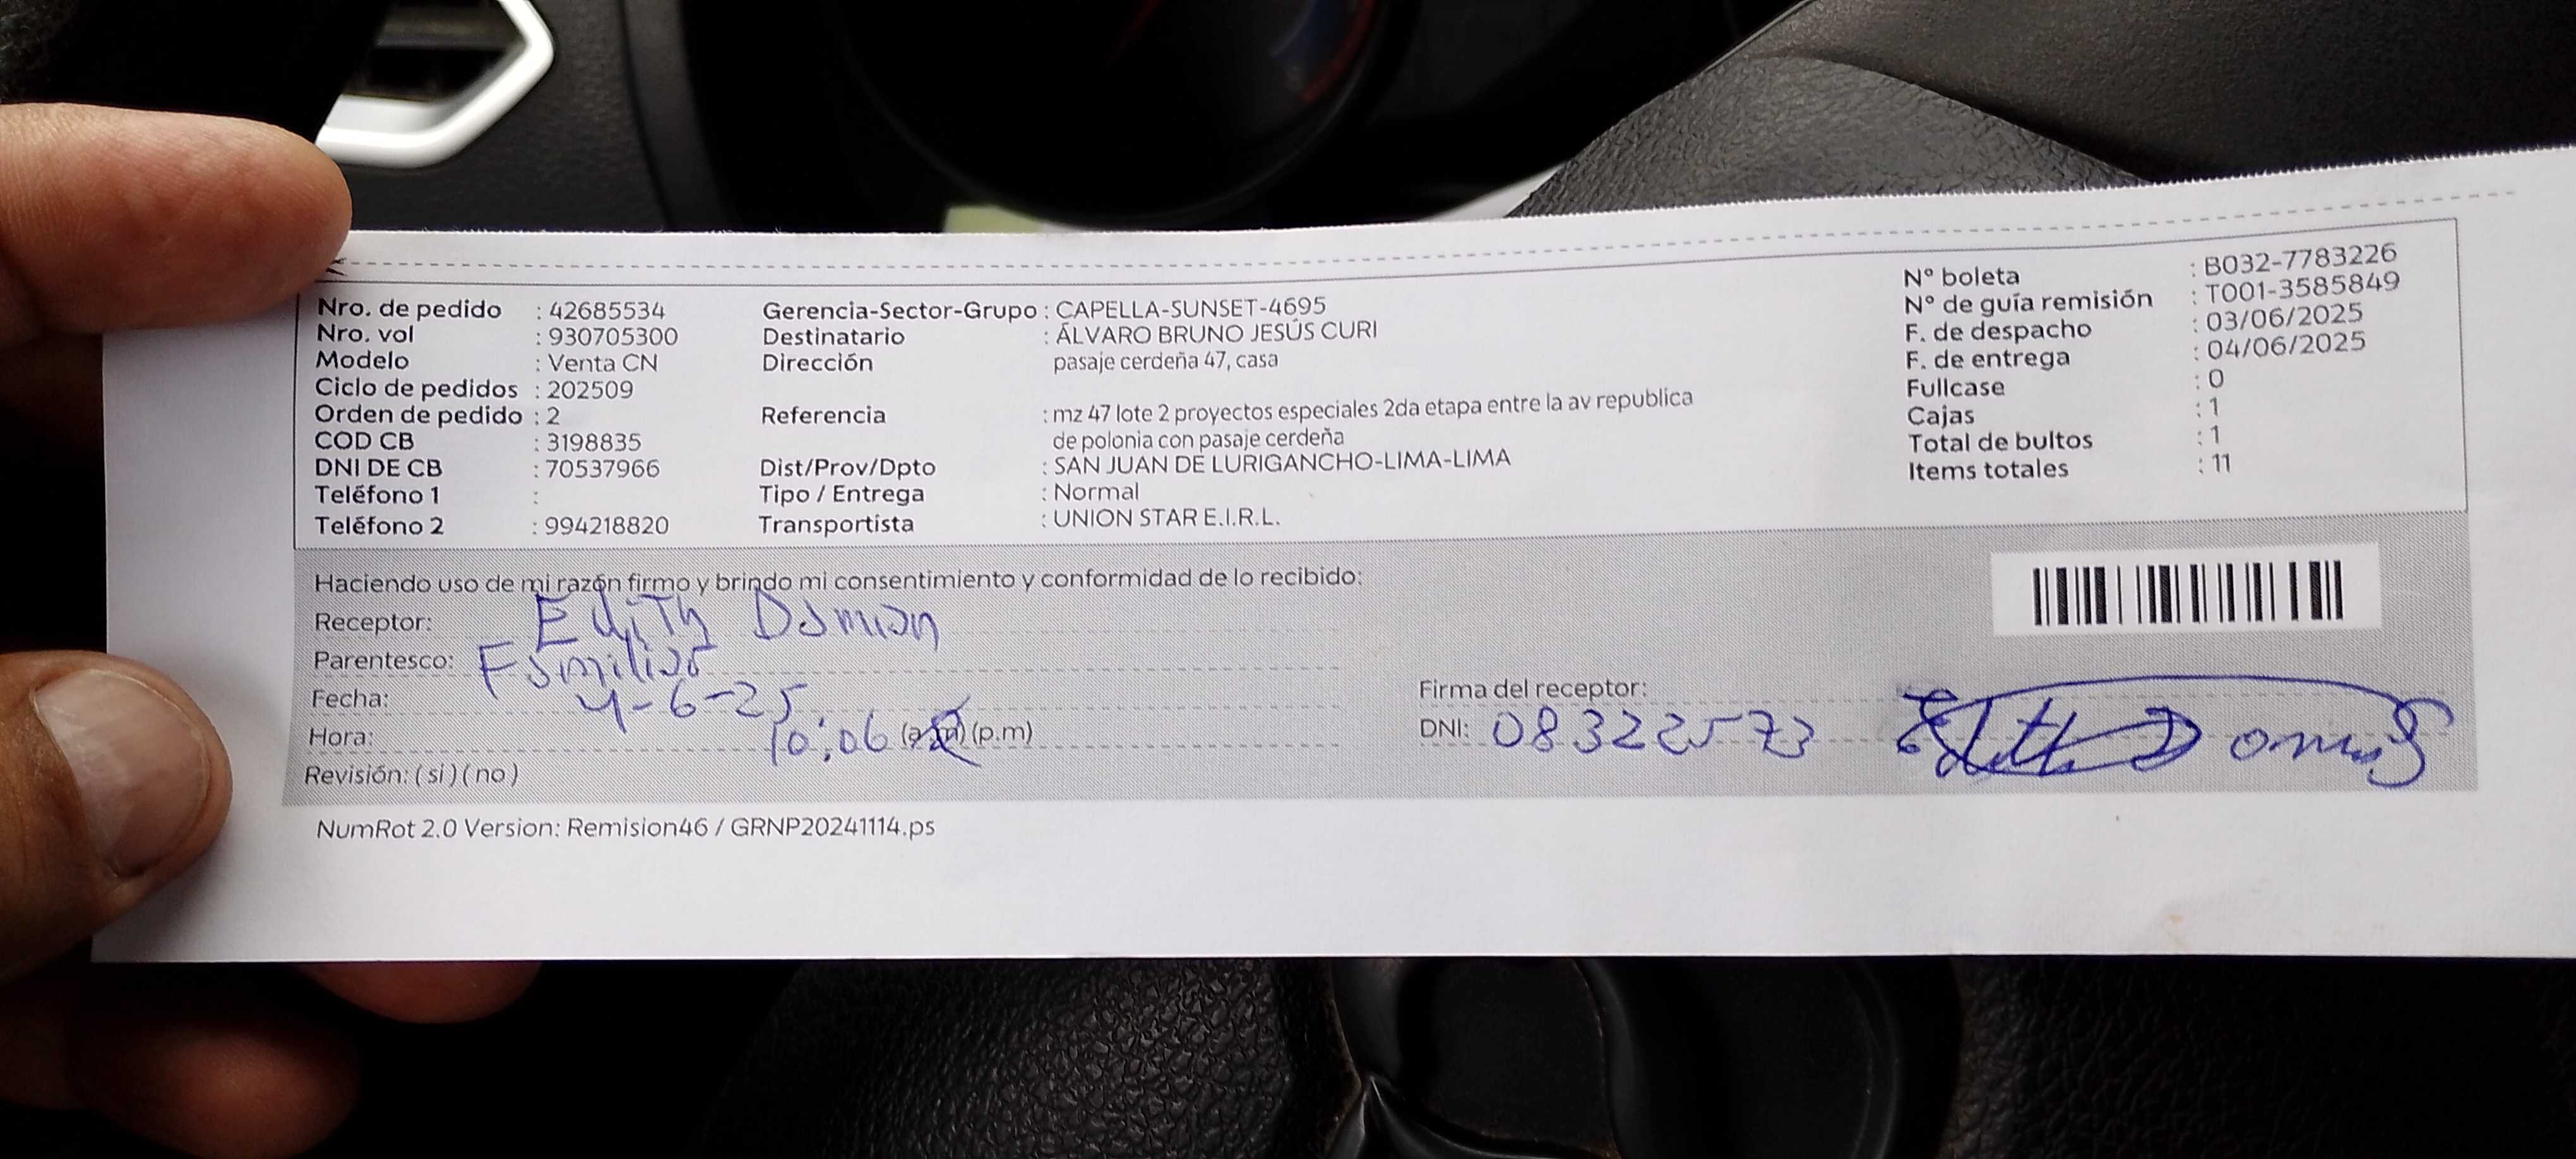 Nro. de pedido : 42685534
Nro. vol : 930705300
Modelo : Venta CN
Ciclo de pedidos : 202509
Orden de pedido : 2
COD CB : 3198835
DNI DE CB : 70537966
Teléfono 1 :
Teléfono 2 : 994218820
Gerencia-Sector-Grupo : CAPELLA-SUNSET-4695
Destinatario : ÁLVARO BRUNO JESÚS CURI
Dirección pasaje cerdeña 47, casa
Referencia : mz 47 lote 2 proyectos especiales 2da etapa entre la av republica
de polonia con pasaje cerdeña
Dist/Prov/Dpto : SAN JUAN DE LURIGANCHO-LIMA-LIMA
Tipo / Entrega : Normal
Transportista : UNION STAR E.I.R.L.
N° boleta : B032-7783226
N° de guía remisión : T001-3585849
F. de despacho : 03/06/2025
F. de entrega : 04/06/2025
Fullcase : 0
Cajas : 1
Total de bultos : 1
Items totales : 11
Haciendo uso de mi razón firmo y brindo mi consentimiento y conformidad de lo recibido:
Receptor: Edith Damian
Parentesco: Familiar
Fecha: 4-6-25
Hora: 10:06 (a.m) (p.m)
Revisión: ( si ) ( no )
Firma del receptor:
DNI: 08322573
NumRot 2.0 Version: Remision46 / GRNP20241114.ps